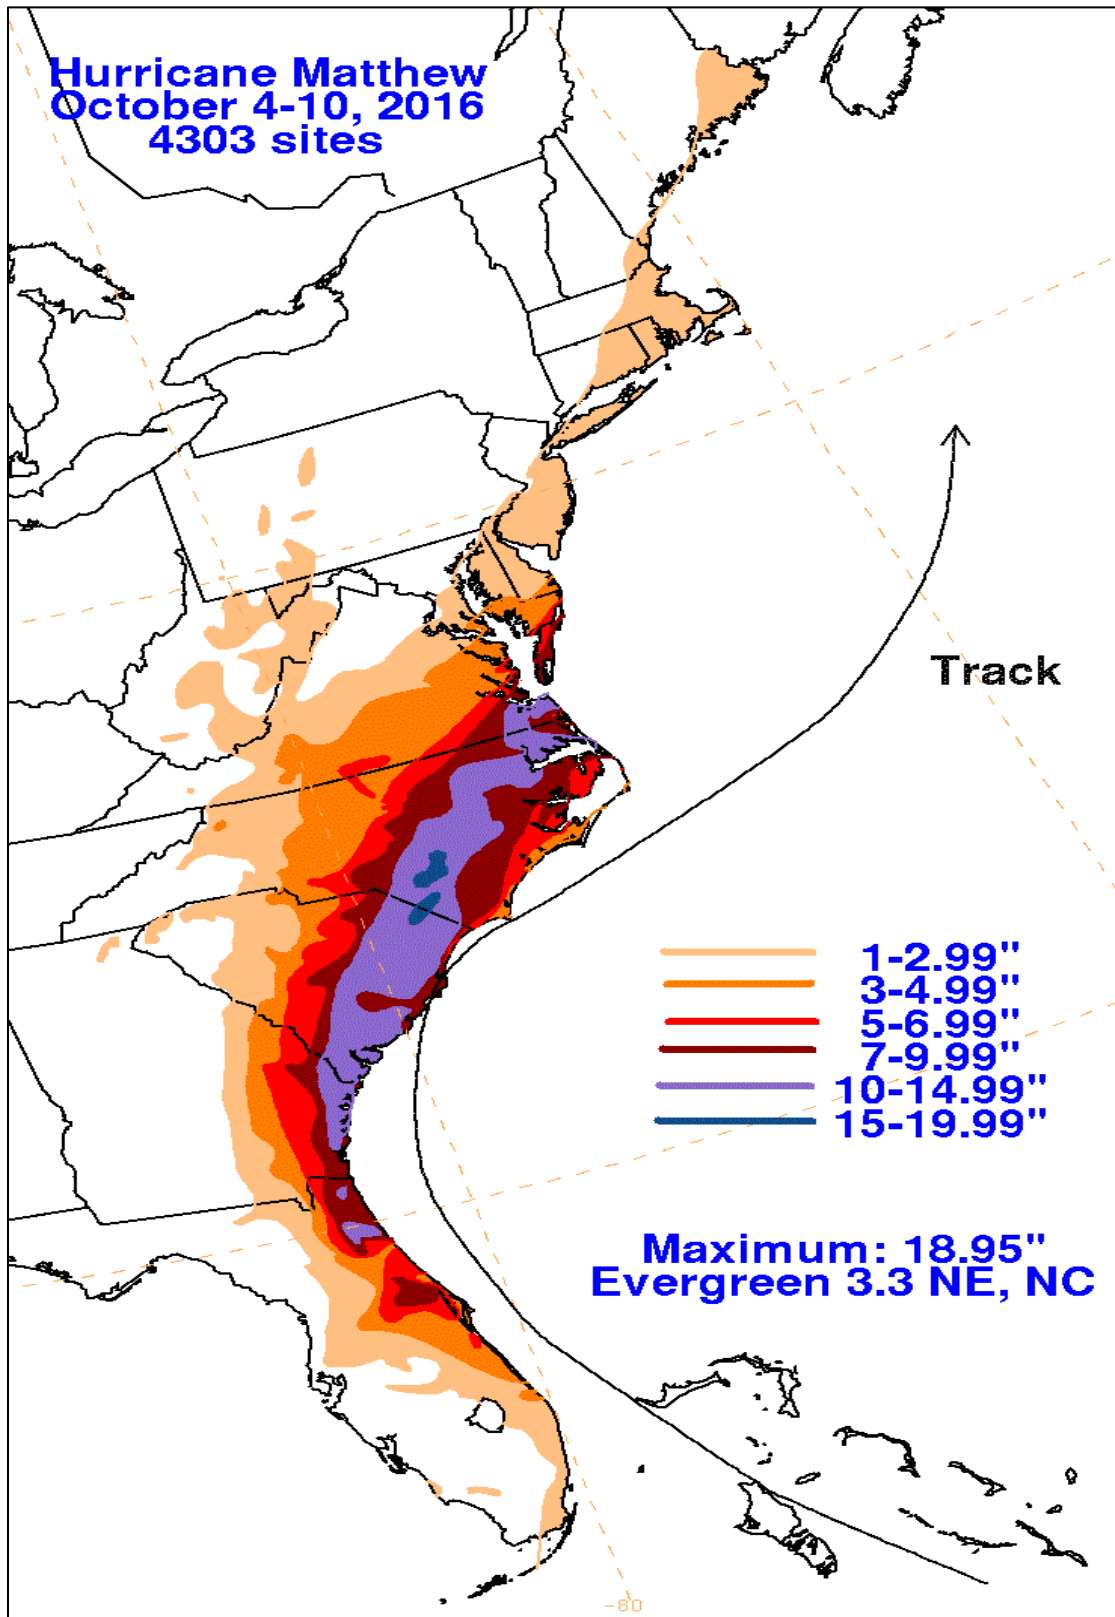 Hurricane Matthew
October 4-10, 2016
4303 sites
Track
1-2.99"
3-4.99"
5-6.99"
7-9.99"
10-14.99"
15-19.99"
Maximum: 18.95"
Evergreen 3.3 NE, NC
-80